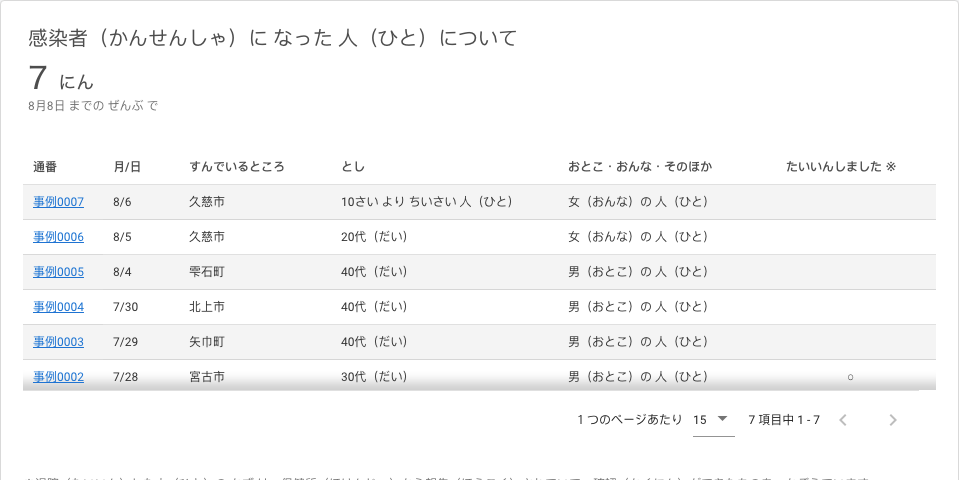 感染者（かんせんしゃ）に なった 人（ひと）について
7 にん
8月8日 までの ぜんぶ で
通番 月/日 すんでいるところ とし おとこ・おんな・そのほか たいいんしました ※
事例0007 8/6 久慈市 10さい より ちいさい 人（ひと） 女（おんな）の 人（ひと）
事例0006 8/5 久慈市 20代（だい） 女（おんな）の 人（ひと）
事例0005 8/4 雫石町 40代（だい） 男（おとこ）の 人（ひと）
事例0004 7/30 北上市 40代（だい） 男（おとこ）の 人（ひと）
事例0003 7/29 矢巾町 40代（だい） 男（おとこ）の 人（ひと）
事例0002 7/28 宮古市 30代（だい） 男（おとこ）の 人（ひと） ○
1 つのページあたり 15 7 項目中 1 - 7